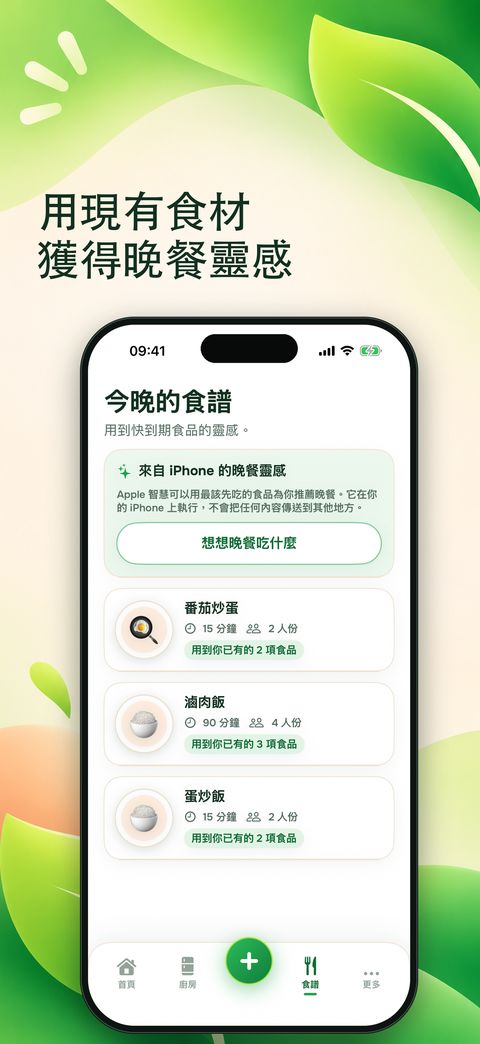 用現有食材
獲得晚餐靈感
09:41
今晚的食譜
用到快到期食品的靈感。
來自 iPhone 的晚餐靈感
Apple 智慧可以用最該先吃的食品為你推薦晚餐。它在你
的 iPhone 上執行，不會把任何內容傳送到其他地方。
想想晚餐吃什麼
番茄炒蛋
15 分鐘 2 人份
用到你已有的 2 項食品
滷肉飯
90 分鐘 4 人份
用到你已有的 3 項食品
蛋炒飯
15 分鐘 2 人份
用到你已有的 2 項食品
首頁 廚房 食譜 更多